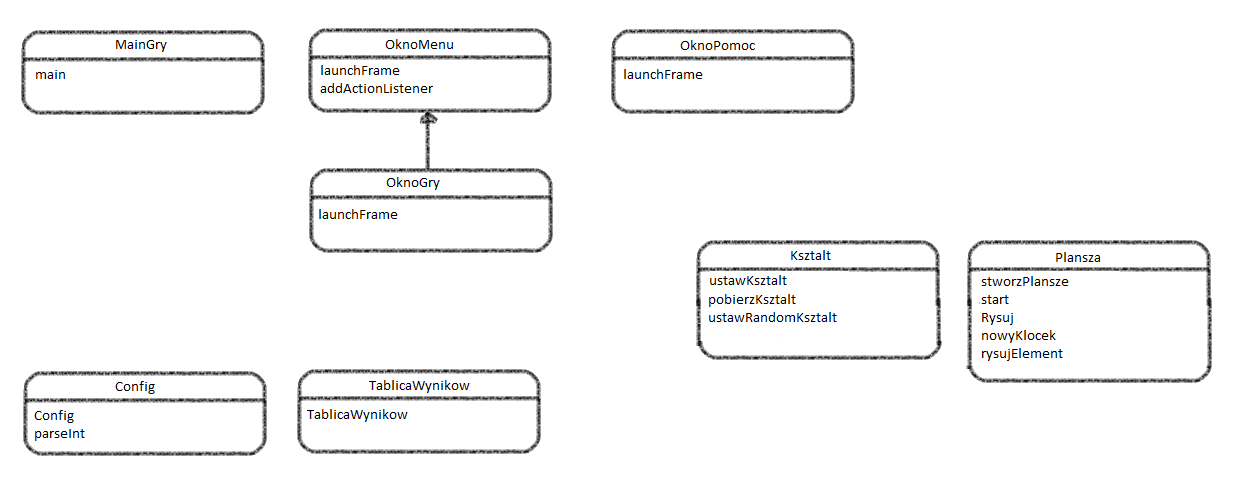 MainGry
main
OknoMenu
launchFrame
addActionListener
OknoPomoc
launchFrame
OknoGry
launchFrame
Ksztalt
ustawKsztalt
pobierzKsztalt
ustawRandomKsztalt
Plansza
stworzPlansze
start
Rysuj
nowyKlocek
rysujElement
Config
Config
parseInt
TablicaWynikow
TablicaWynikow